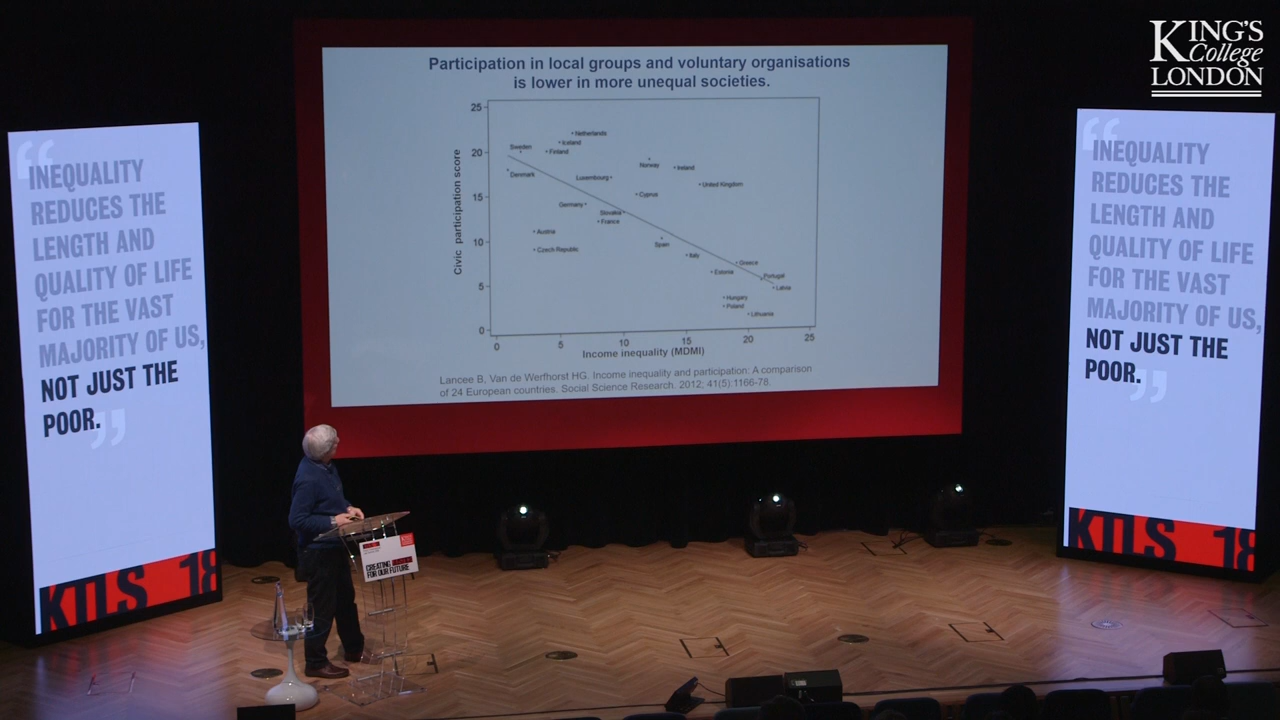 KING'S
College
LONDON
Participation in local groups and voluntary organisations
is lower in more unequal societies.
Civic participation score
25
20
15
10
5
0
Netherlands
Iceland
Sweden
Finland
Norway
Ireland
Denmark
Luxembourg
United Kingdom
Cyprus
Germany
Slovakia
France
Austria
Spain
Czech Republic
Italy
Greece
Estonia
Portugal
Latvia
Hungary
Poland
Lithuania
0 5 10 15 20 25
Income inequality (MDMI)
Lancee B, Van de Werfhorst HG. Income inequality and participation: A comparison
of 24 European countries. Social Science Research. 2012; 41(5):1166-78.
“INEQUALITY
REDUCES THE
LENGTH AND
QUALITY OF LIFE
FOR THE VAST
MAJORITY OF US,
NOT JUST THE
POOR.”
KTLS_18
“INEQUALITY
REDUCES THE
LENGTH AND
QUALITY OF LIFE
FOR THE VAST
MAJORITY OF US,
NOT JUST THE
POOR.”
KTLS_18
CREATING
FOR OUR FUTURE